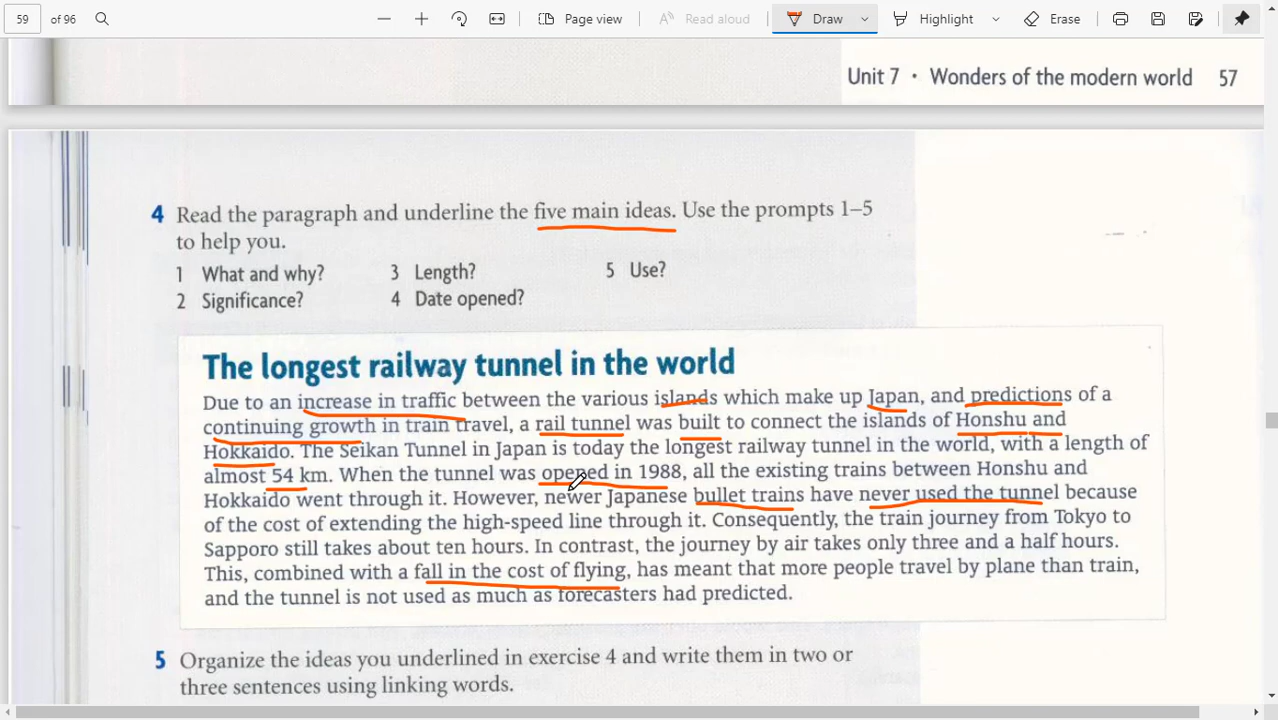 59 of 96 Page view Read aloud Draw Highlight Erase
Unit 7 • Wonders of the modern world 57
4 Read the paragraph and underline the five main ideas. Use the prompts 1–5
to help you.
1 What and why? 3 Length? 5 Use?
2 Significance? 4 Date opened?
The longest railway tunnel in the world
Due to an increase in traffic between the various islands which make up Japan, and predictions of a
continuing growth in train travel, a rail tunnel was built to connect the islands of Honshu and
Hokkaido. The Seikan Tunnel in Japan is today the longest railway tunnel in the world, with a length of
almost 54 km. When the tunnel was opened in 1988, all the existing trains between Honshu and
Hokkaido went through it. However, newer Japanese bullet trains have never used the tunnel because
of the cost of extending the high-speed line through it. Consequently, the train journey from Tokyo to
Sapporo still takes about ten hours. In contrast, the journey by air takes only three and a half hours.
This, combined with a fall in the cost of flying, has meant that more people travel by plane than train,
and the tunnel is not used as much as forecasters had predicted.
5 Organize the ideas you underlined in exercise 4 and write them in two or
three sentences using linking words.